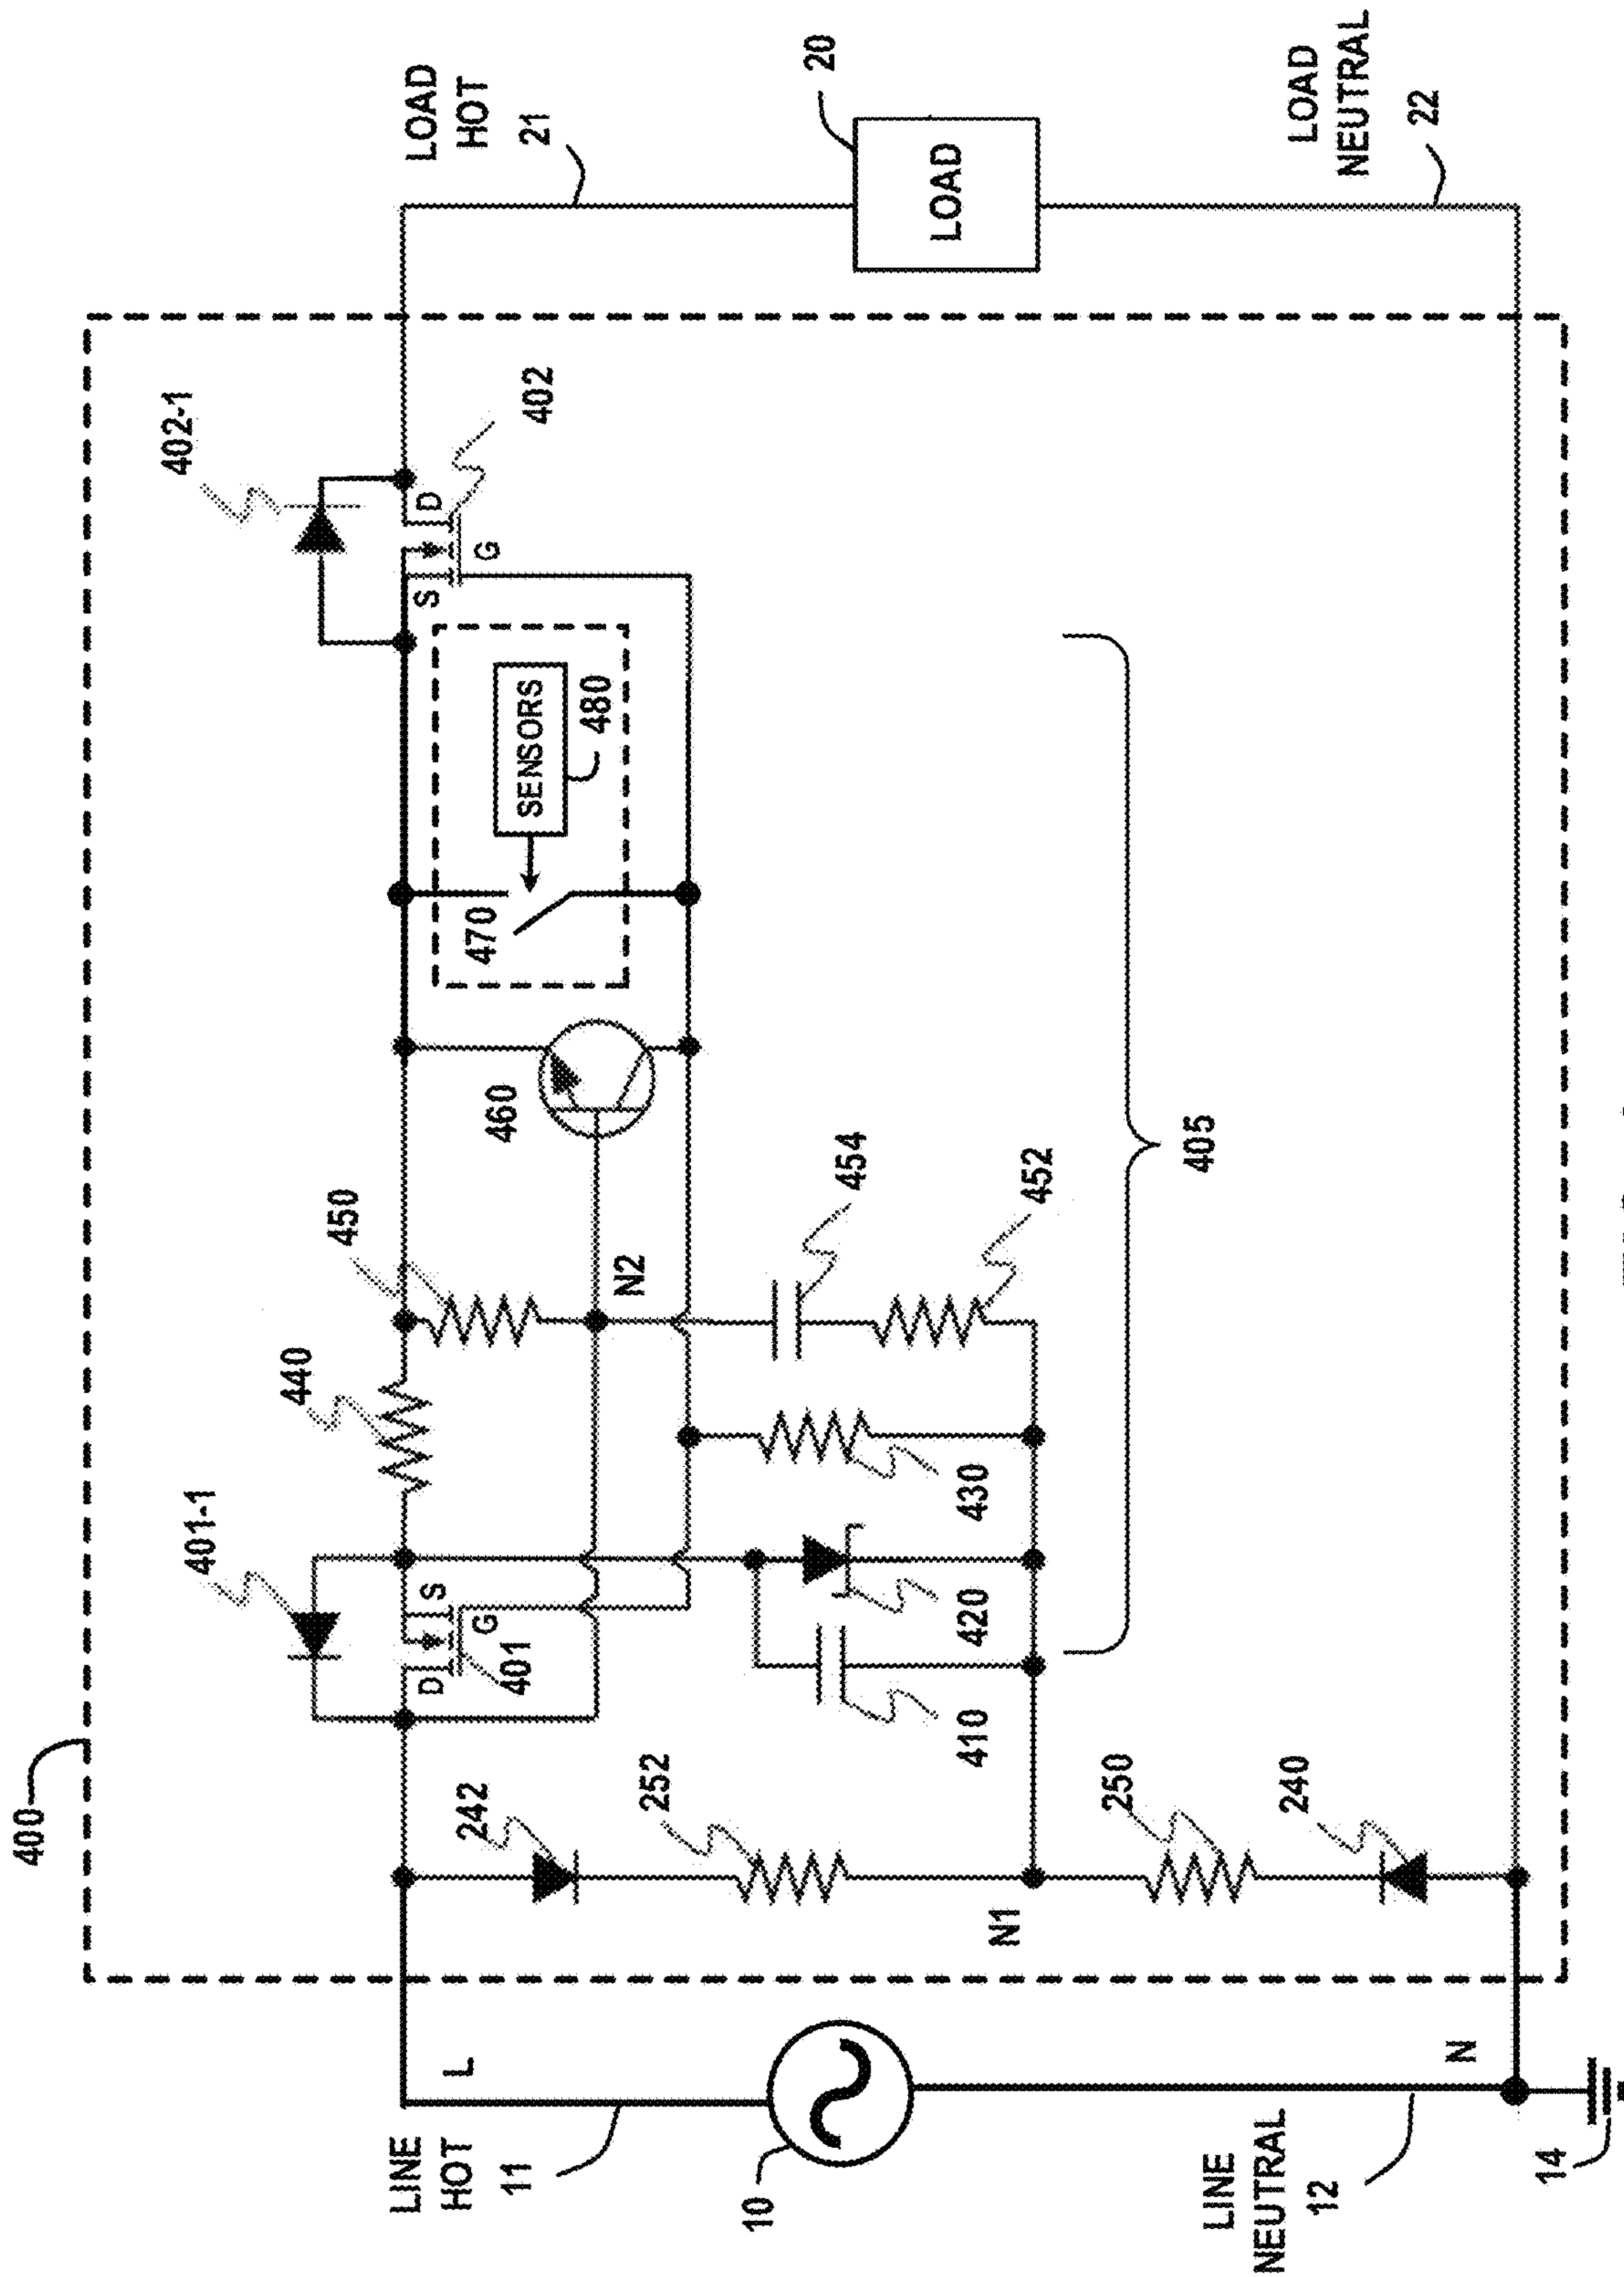 400
LINE
HOT
11
L
10
LINE
NEUTRAL
12
N
14
242
252
N1
250
240
401-1
D
S
G
401
410
420
430
440
450
N2
454
452
460
405
470
SENSORS
480
402-1
S
D
G
402
LOAD
HOT
21
20
LOAD
LOAD
NEUTRAL
22